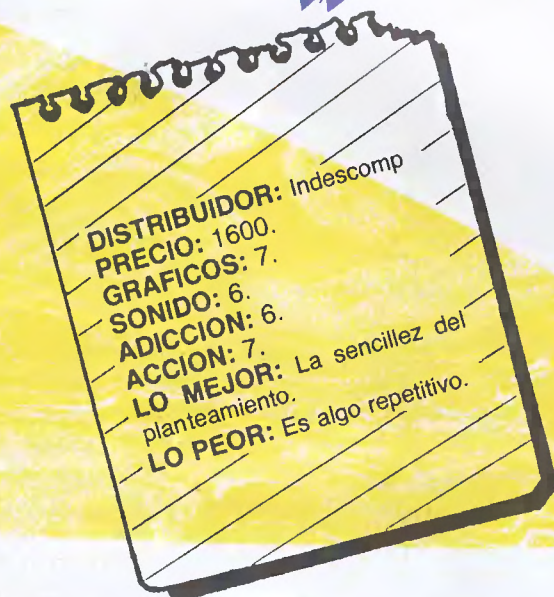 DISTRIBUIDOR: Indescomp
PRECIO: 1600.
GRAFICOS: 7.
SONIDO: 6.
ADICCION: 6.
ACCION: 7.
LO MEJOR: La sencillez del
planteamiento.
LO PEOR: Es algo repetitivo.